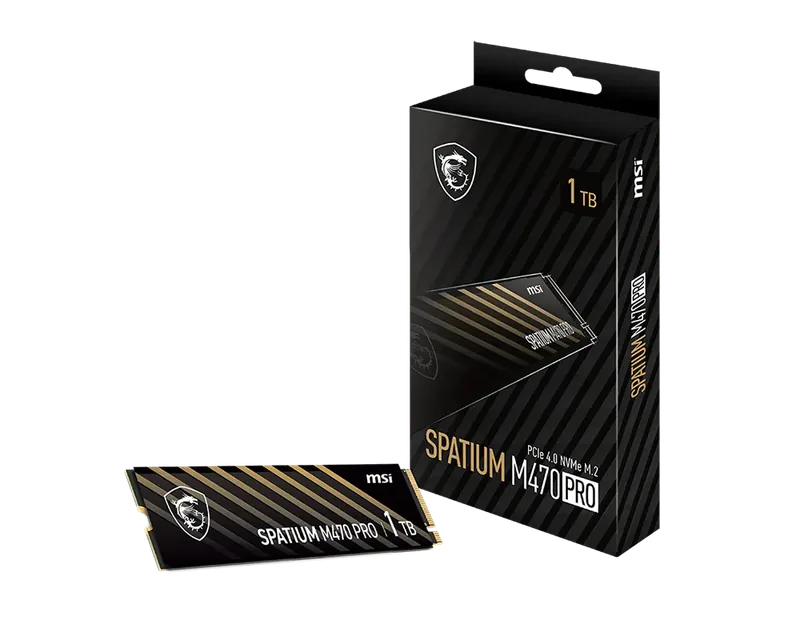 1 TB
msi
SPATIUM M470 PRO
PCIe 4.0 NVMe M.2
SPATIUM M470 PRO
msi
SPATIUM M470 PRO
msi
SPATIUM M470 PRO | 1 TB